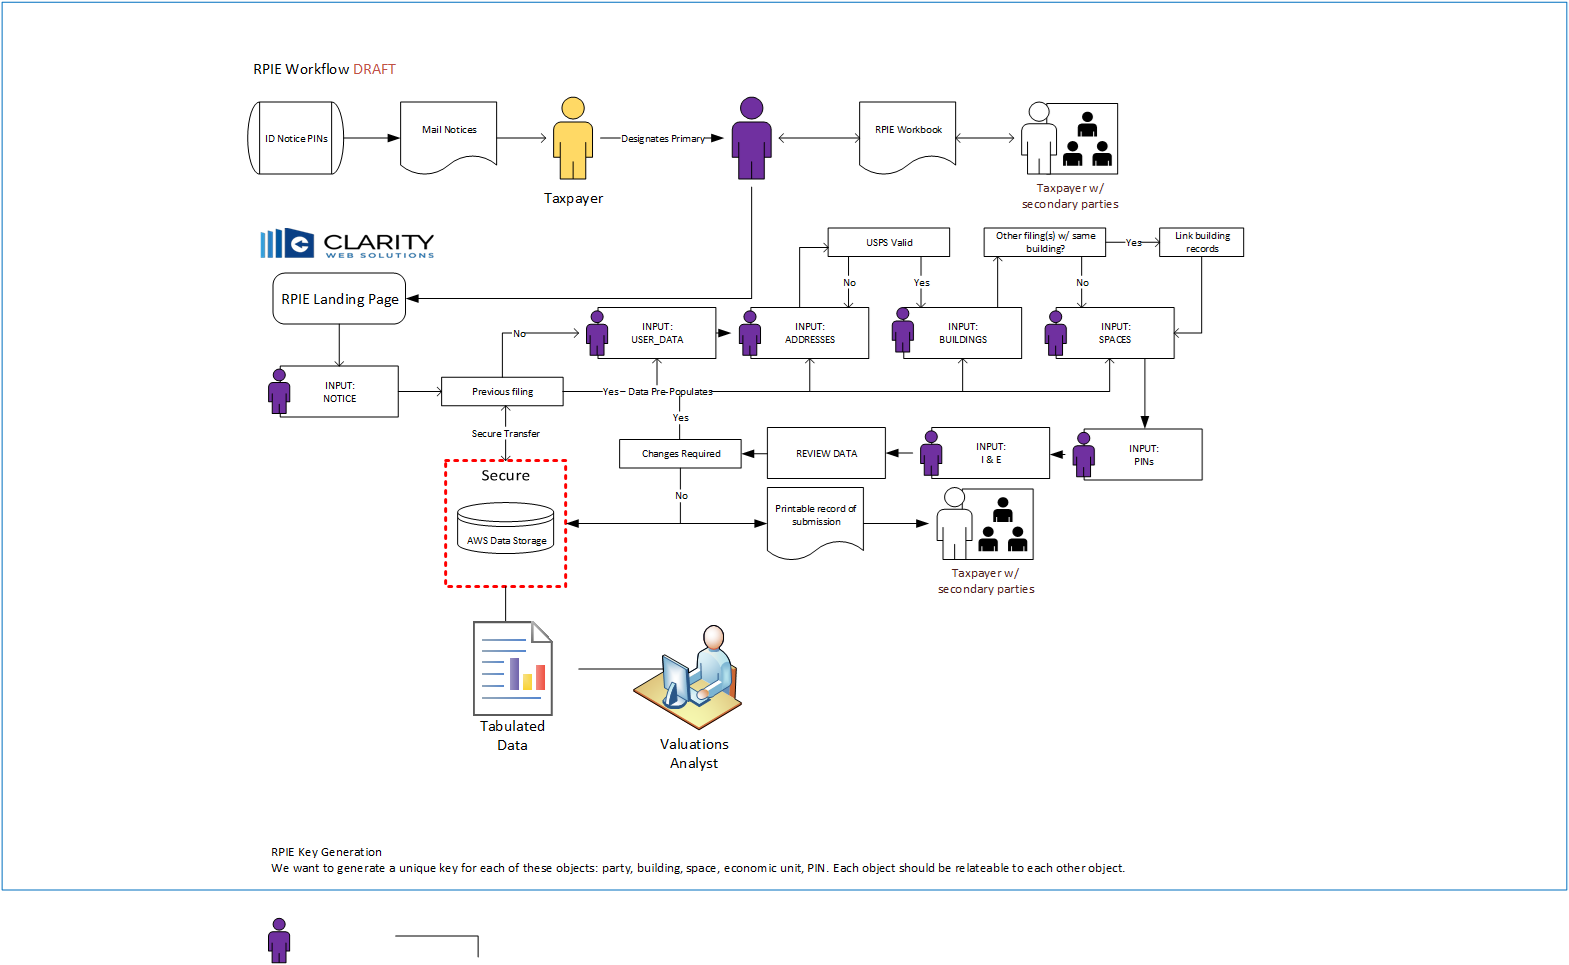 RPIE Workflow DRAFT
ID Notice PINs
Mail Notices
Taxpayer
Designates Primary
RPIE Workbook
Taxpayer w/
secondary parties
CLARITY
WEB SOLUTIONS
RPIE Landing Page
USPS Valid
No
Yes
Other filing(s) w/ same
building?
Yes
No
Link building
records
INPUT:
NOTICE
Previous filing
No
INPUT:
USER_DATA
INPUT:
ADDRESSES
INPUT:
BUILDINGS
INPUT:
SPACES
Yes – Data Pre-Populates
Secure Transfer
Yes
Changes Required
No
REVIEW DATA
INPUT:
I & E
INPUT:
PINs
Secure
AWS Data Storage
Printable record of
submission
Taxpayer w/
secondary parties
Tabulated
Data
Valuations
Analyst
RPIE Key Generation
We want to generate a unique key for each of these objects: party, building, space, economic unit, PIN. Each object should be relateable to each other object.